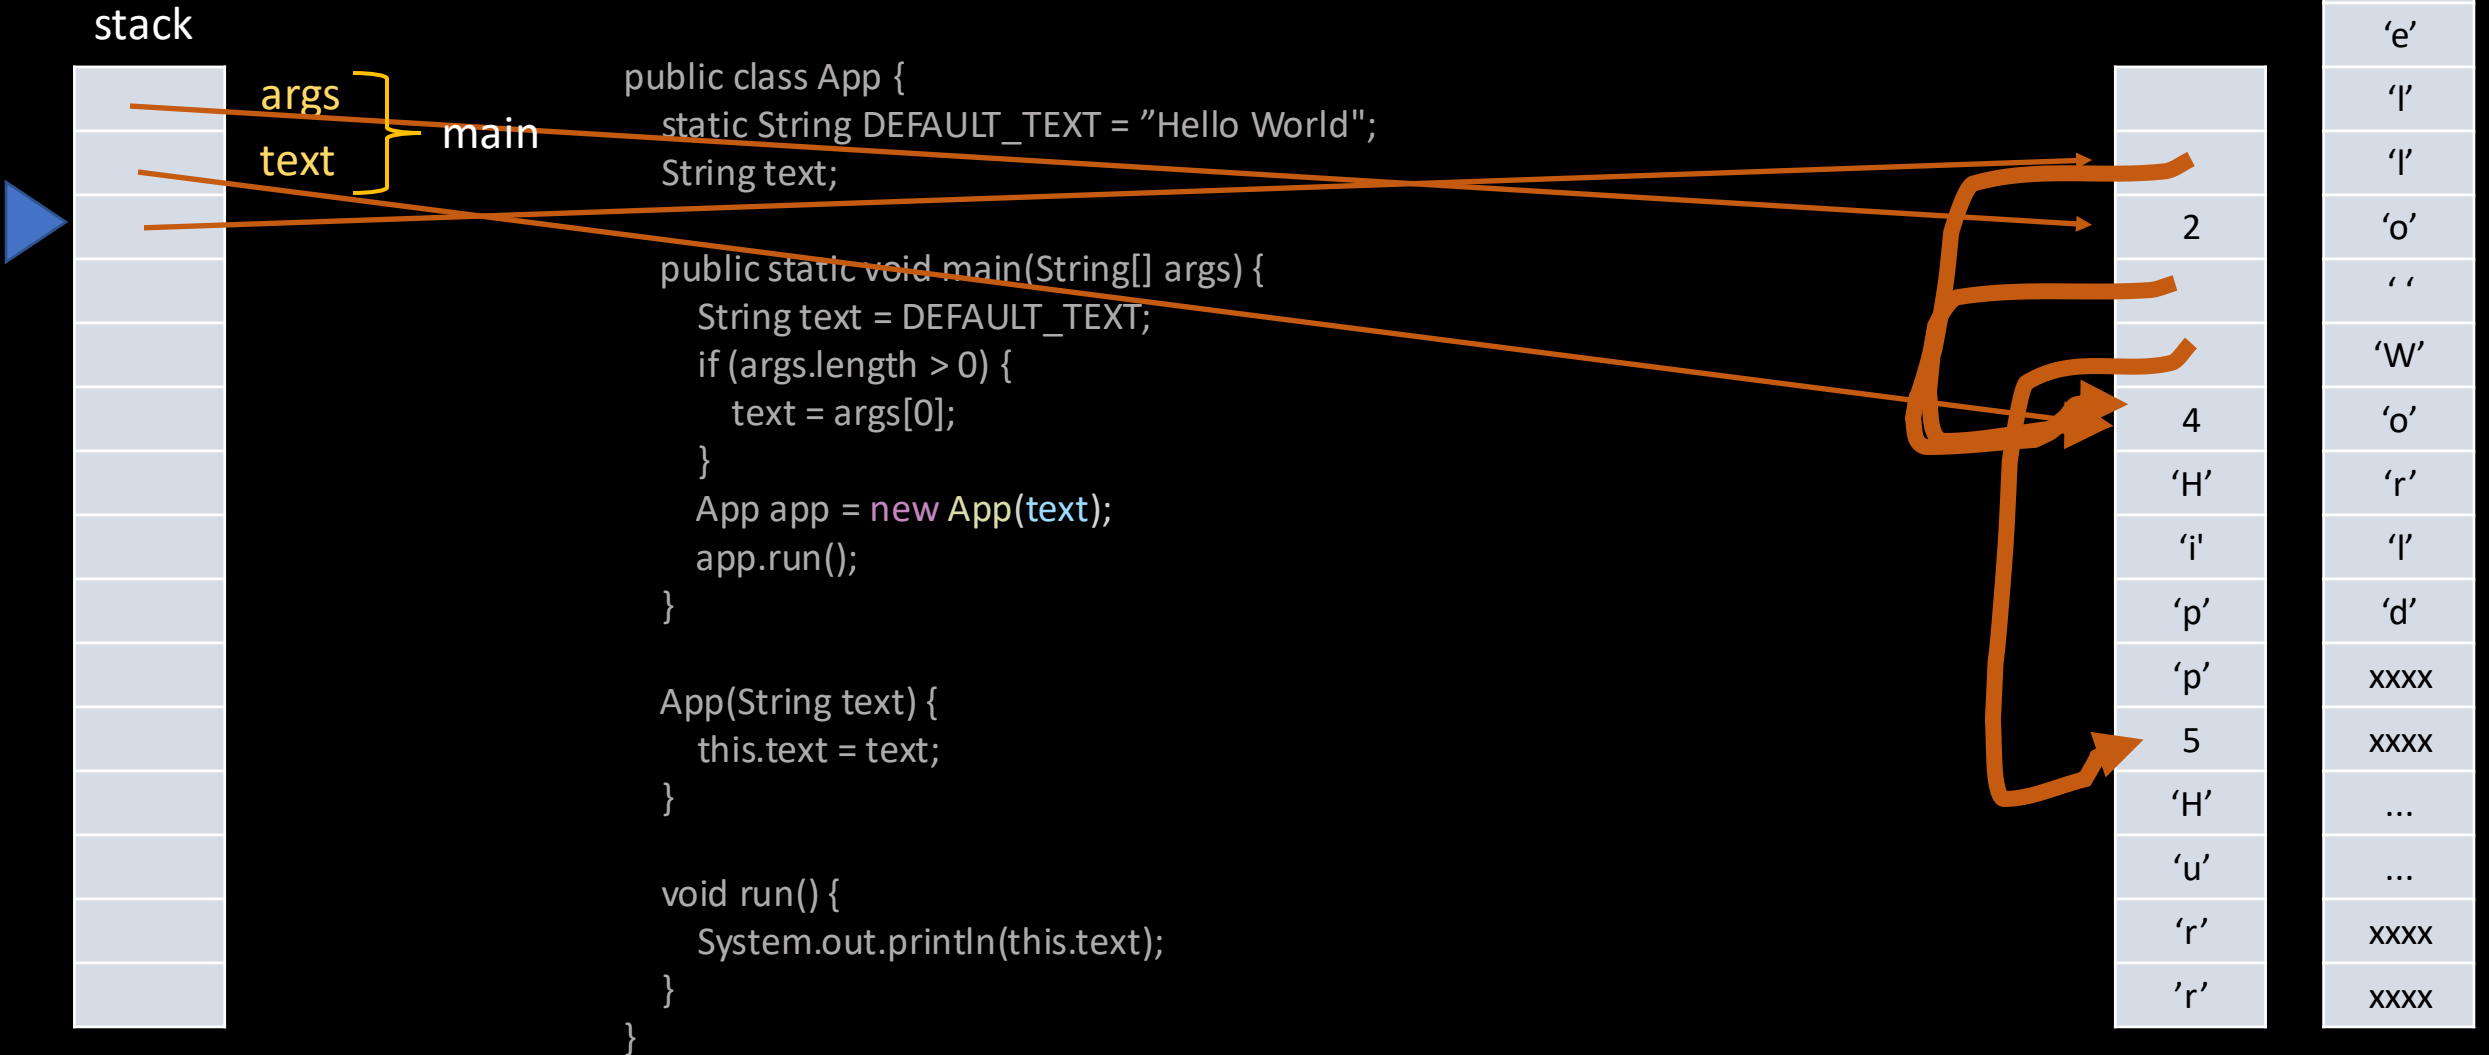 stack
args
text
main
public class App {
static String DEFAULT_TEXT = ”Hello World";
String text;
public static void main(String[] args) {
String text = DEFAULT_TEXT;
if (args.length > 0) {
text = args[0];
}
App app = new App(text);
app.run();
}
App(String text) {
this.text = text;
}
void run() {
System.out.println(this.text);
}
}
2
4
‘H’
‘i'
‘p’
‘p’
5
‘H’
‘u’
‘r’
’r’
‘e’
‘l’
‘l’
‘o’
‘ ‘
‘W’
‘o’
‘r’
‘l’
‘d’
xxxx
xxxx
...
...
xxxx
xxxx